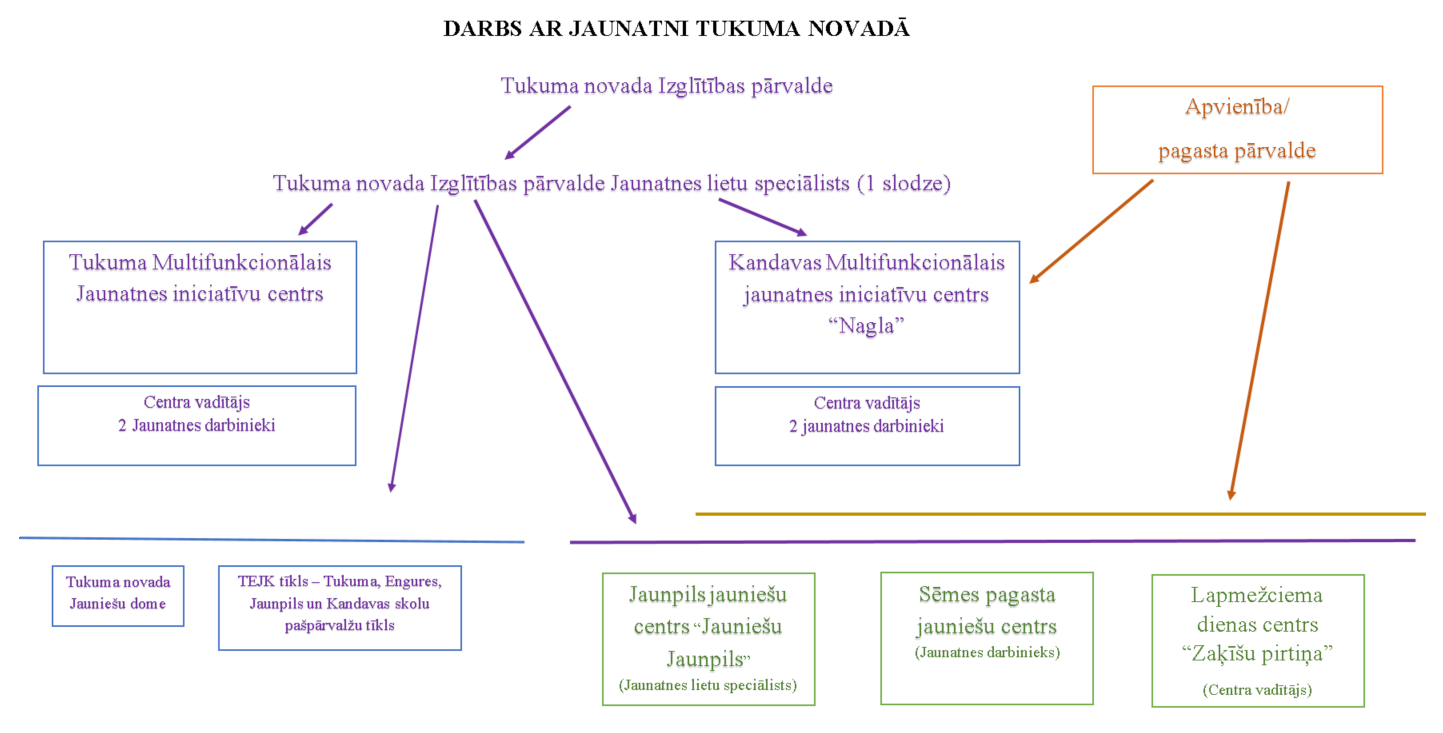 DARBS AR JAUNATNI TUKUMA NOVADĀ
Tukuma novada Izglītības pārvalde
Apvienība/
pagasta pārvalde
Tukuma novada Izglītības pārvalde Jaunatnes lietu speciālists (1 slodze)
Tukuma Multifunkcionālais
Jaunatnes iniciatīvu centrs
Kandavas Multifunkcionālais
jaunatnes iniciatīvu centrs
“Nagla”
Centra vadītājs
2 Jaunatnes darbinieki
Centra vadītājs
2 jaunatnes darbinieki
Tukuma novada
Jauniešu dome
TEJK tīkls – Tukuma, Engures,
Jaunpils un Kandavas skolu
pašpārvalžu tīkls
Jaunpils jauniešu
centrs “Jauniešu
Jaunpils”
(Jaunatnes lietu speciālists)
Sēmes pagasta
jauniešu centrs
(Jaunatnes darbinieks)
Lapmežciema
dienas centrs
“Zaķīšu pirtiņa”
(Centra vadītājs)